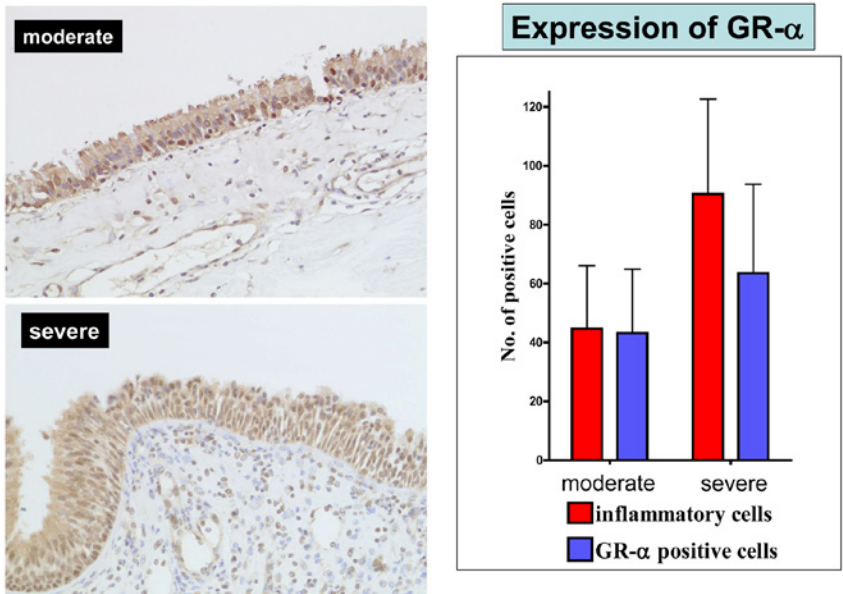 moderate
severe
Expression of GR-α
No. of positive cells
120
100
80
60
40
20
0
moderate severe
inflammatory cells
GR-α positive cells